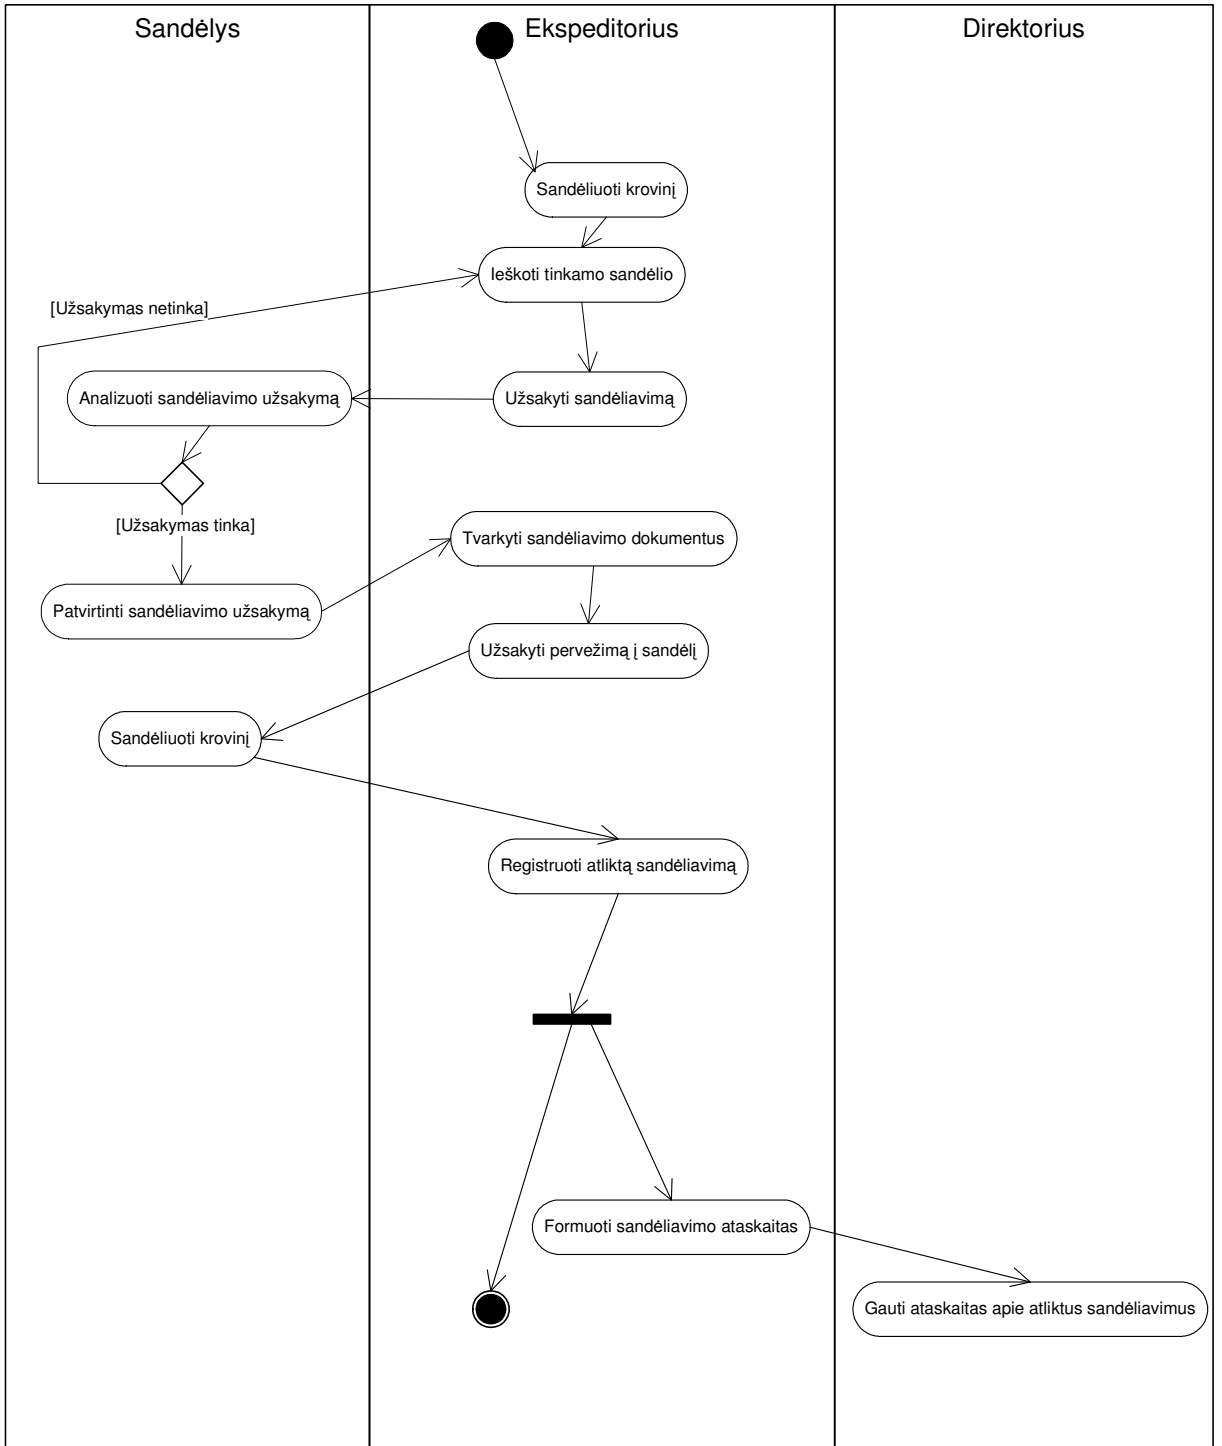 Sandėlys
Ekspeditorius
Direktorius
Sandėliuoti krovinį
Ieškoti tinkamo sandėlio
[Užsakymas netinka]
Analizuoti sandėliavimo užsakymą
Užsakyti sandėliavimą
[Užsakymas tinka]
Tvarkyti sandėliavimo dokumentus
Patvirtinti sandėliavimo užsakymą
Užsakyti pervežimą į sandėlį
Sandėliuoti krovinį
Registruoti atliktą sandėliavimą
Formuoti sandėliavimo ataskaitas
Gauti ataskaitas apie atliktus sandėliavimus